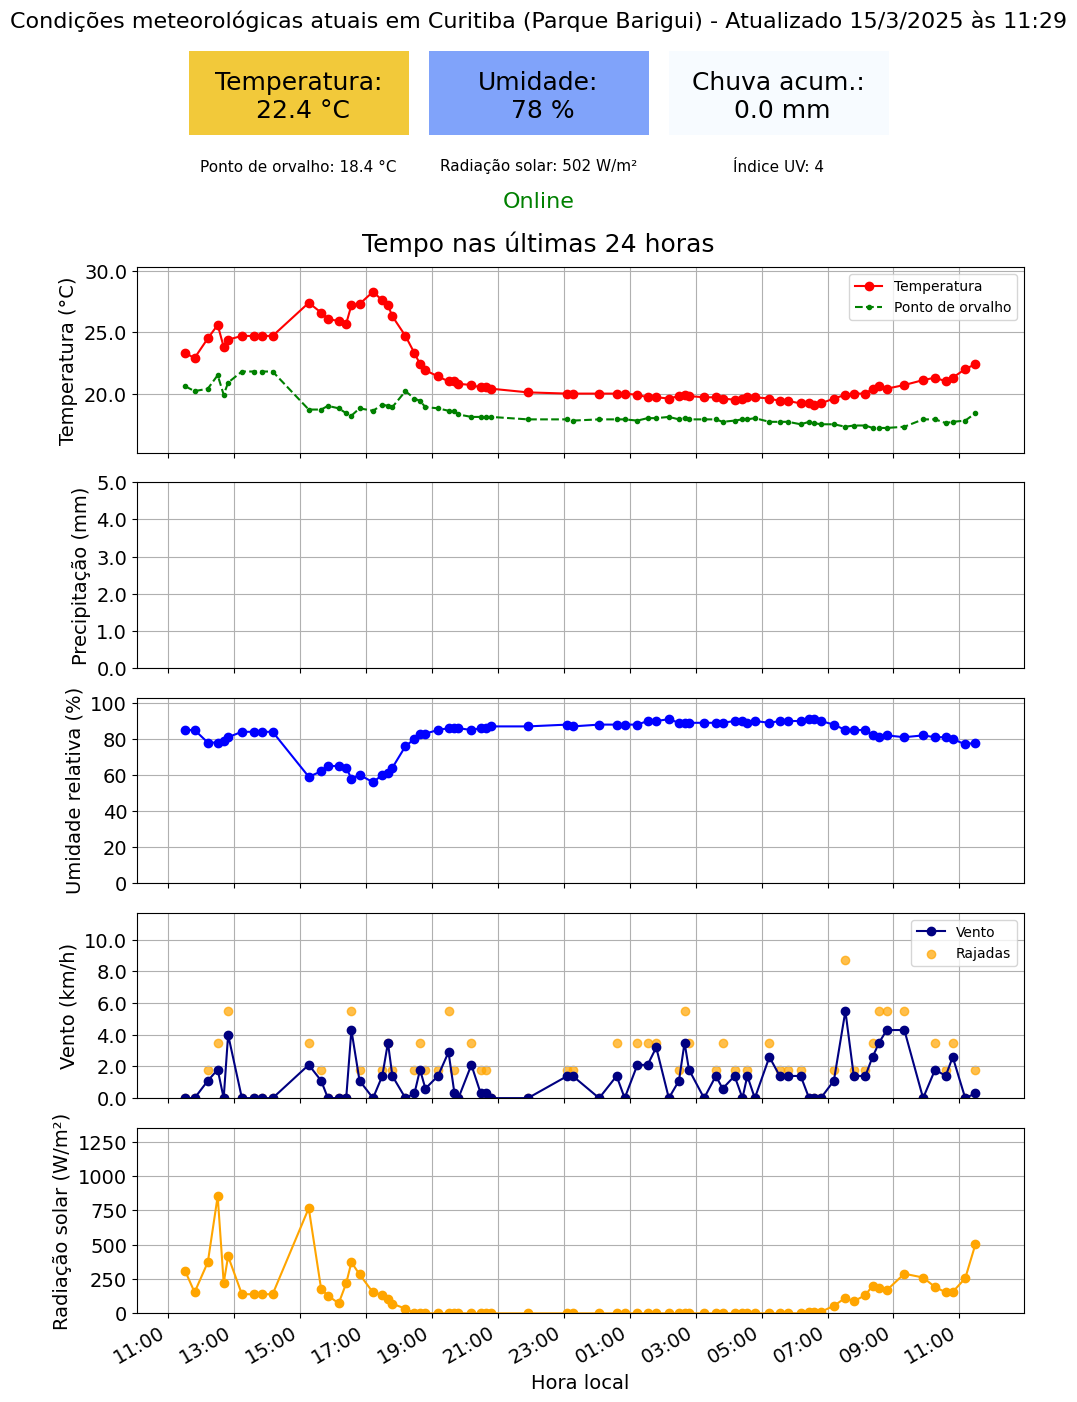 Condições meteorológicas atuais em Curitiba (Parque Barigui) - Atualizado 15/3/2025 às 11:29
Temperatura:
22.4 °C
Umidade:
78 %
Chuva acum.:
0.0 mm
Ponto de orvalho: 18.4 °C
Radiação solar: 502 W/m²
Índice UV: 4
Online
Tempo nas últimas 24 horas
Temperatura (°C)
30.0
25.0
20.0
Temperatura
Ponto de orvalho
Precipitação (mm)
5.0
4.0
3.0
2.0
1.0
0.0
Umidade relativa (%)
100
80
60
40
20
0
Vento (km/h)
10.0
8.0
6.0
4.0
2.0
0.0
Vento
Rajadas
Radiação solar (W/m²)
1250
1000
750
500
250
0
11:00
13:00
15:00
17:00
19:00
21:00
23:00
01:00
03:00
05:00
07:00
09:00
11:00
Hora local